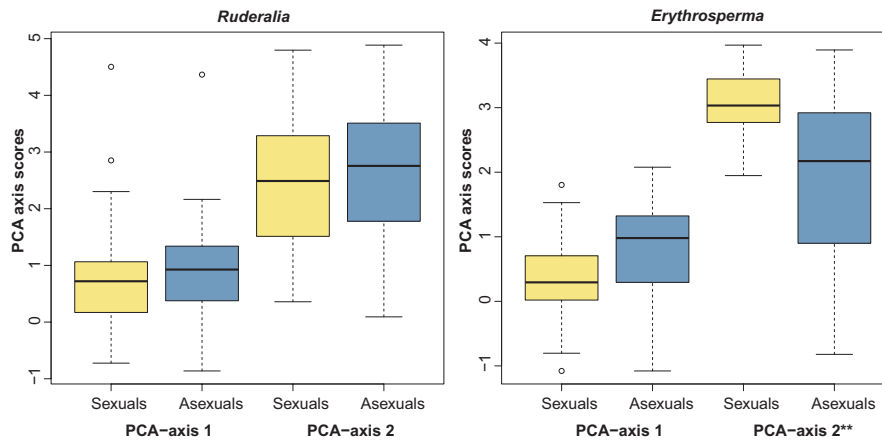 Ruderalia
PCA axis scores
5
4
3
2
1
0
−1
Sexuals Asexuals Sexuals Asexuals
PCA−axis 1 PCA−axis 2
Erythrosperma
PCA axis scores
4
3
2
1
0
−1
Sexuals Asexuals Sexuals Asexuals
PCA−axis 1 PCA−axis 2**